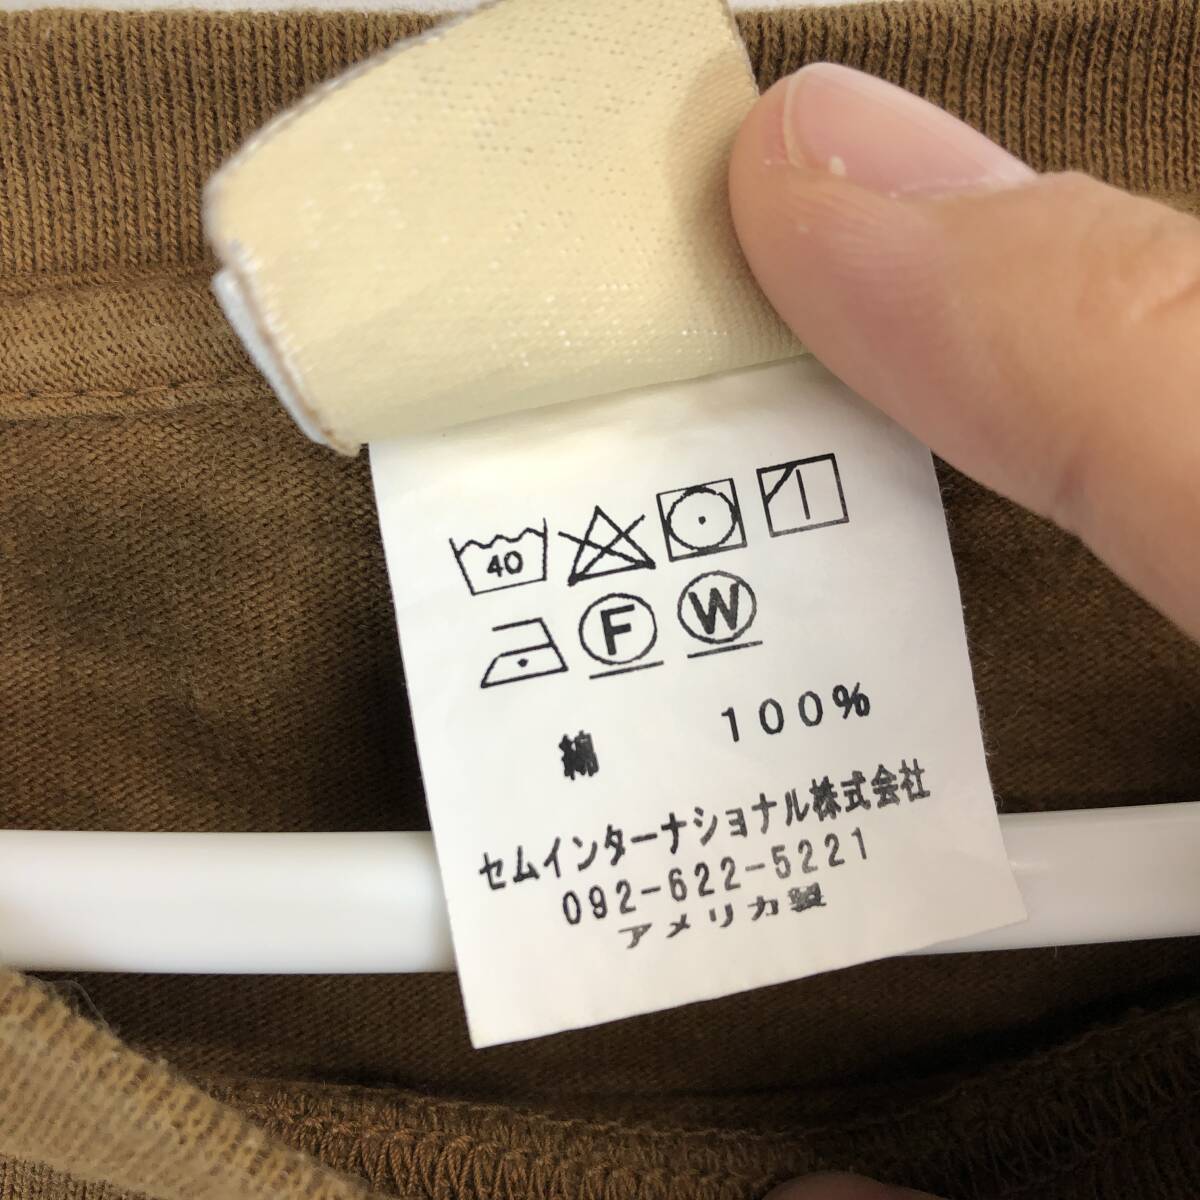 40
F W
綿 100%
セムインターナショナル株式会社
092-622-5221
アメリカ製